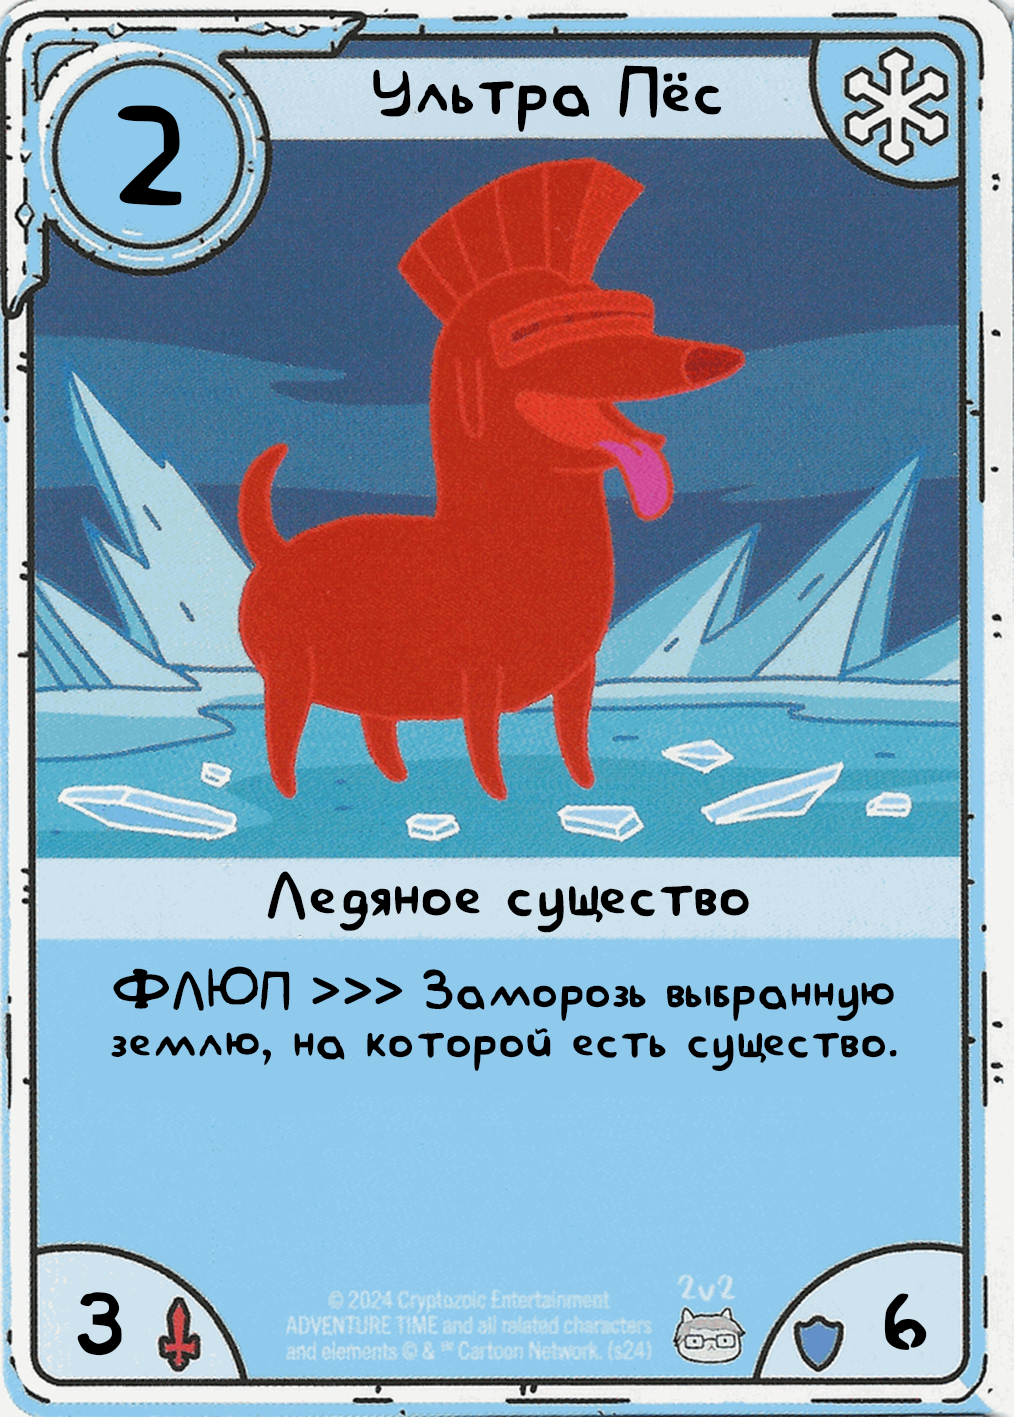 2
Ультра Пёс
Ледяное существо
ФЛЮП >>> Заморозь выбранную
землю, на которой есть существо.
3
© 2024 Cryptozoic Entertainment
ADVENTURE TIME and all ralated characters
and elements © & ™ Cartoon Network. (s24)
2v2
6